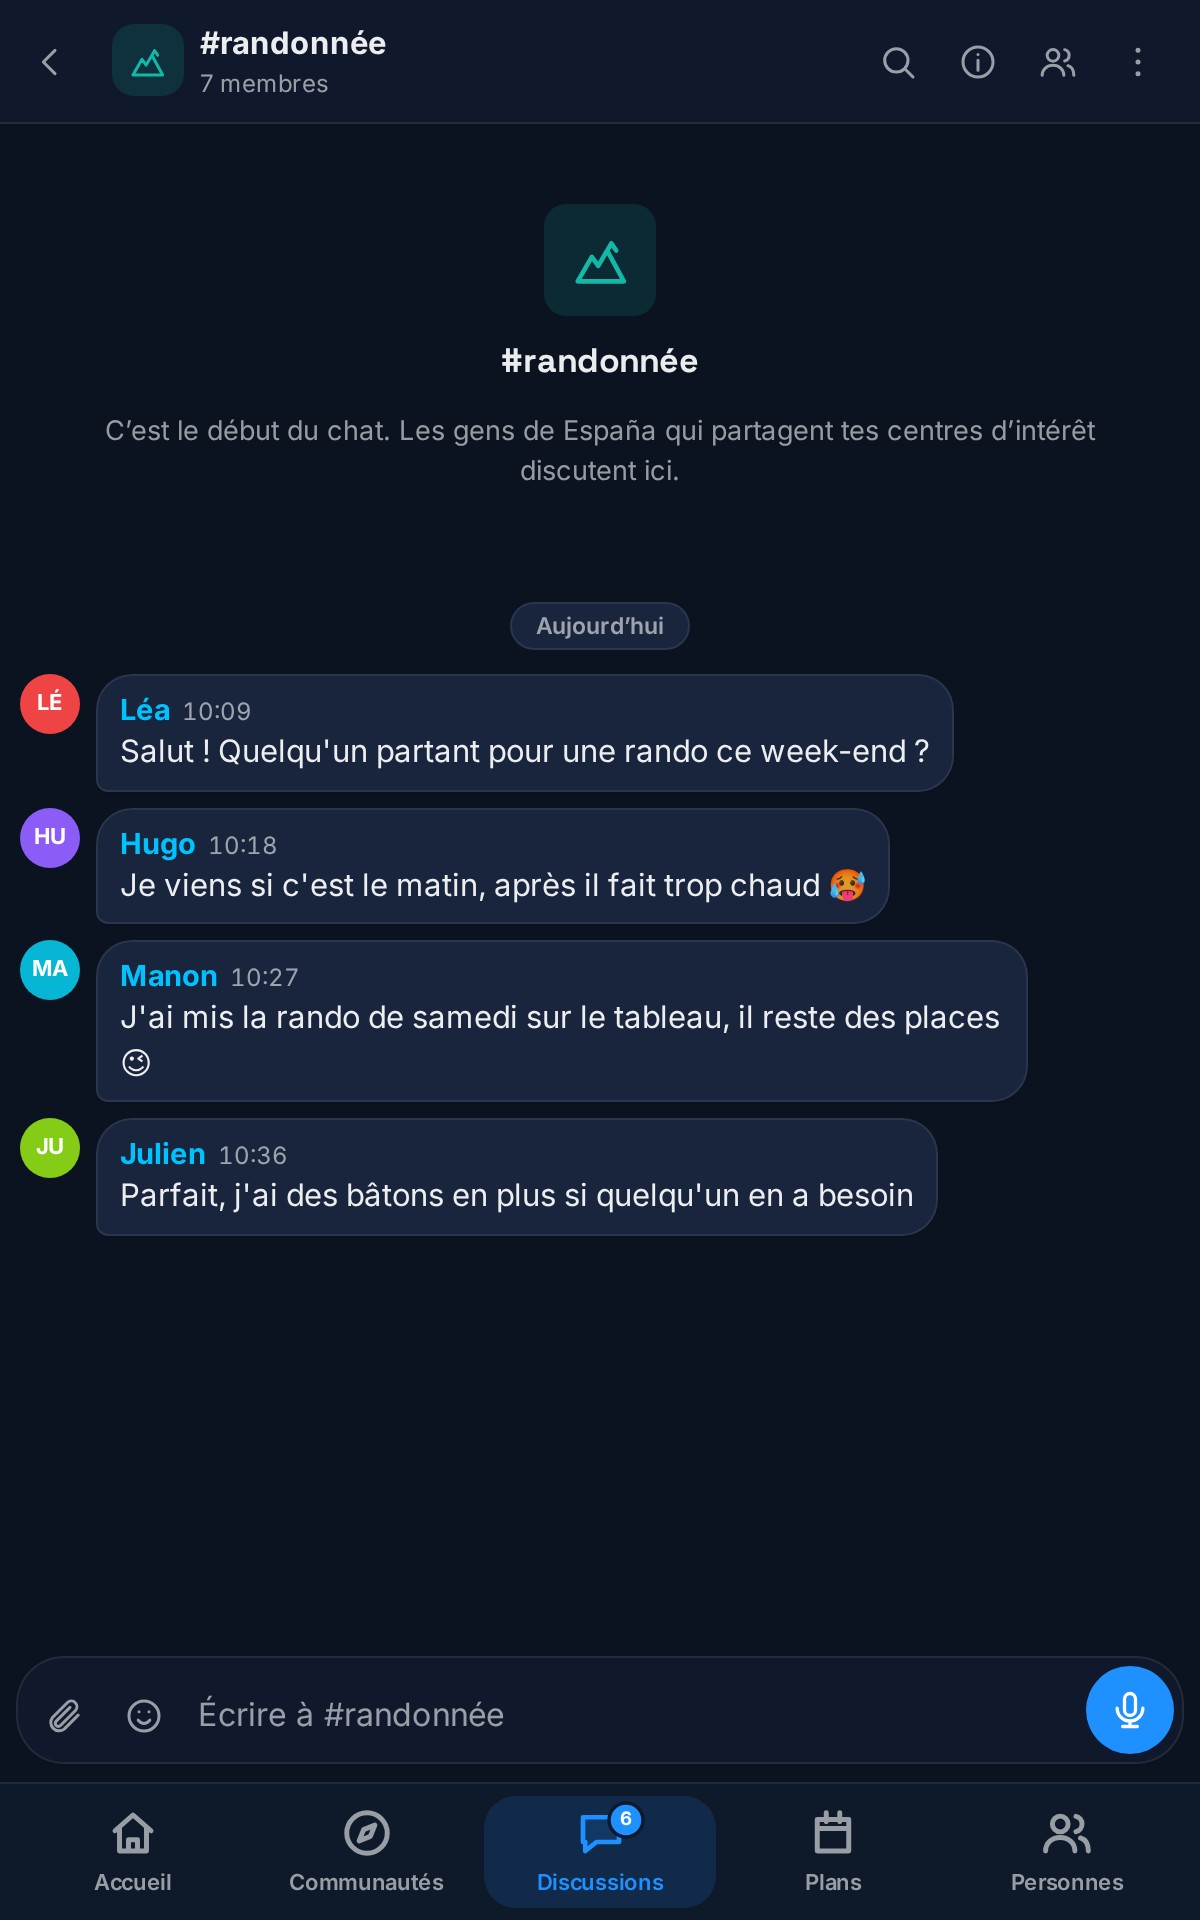 #randonnée
7 membres
#randonnée
C’est le début du chat. Les gens de España qui partagent tes centres d’intérêt
discutent ici.
Aujourd’hui
LÉ
Léa 10:09
Salut ! Quelqu'un partant pour une rando ce week-end ?
HU
Hugo 10:18
Je viens si c'est le matin, après il fait trop chaud 🥵
MA
Manon 10:27
J'ai mis la rando de samedi sur le tableau, il reste des places
😉
JU
Julien 10:36
Parfait, j'ai des bâtons en plus si quelqu'un en a besoin
Écrire à #randonnée
6
Accueil
Communautés
Discussions
Plans
Personnes